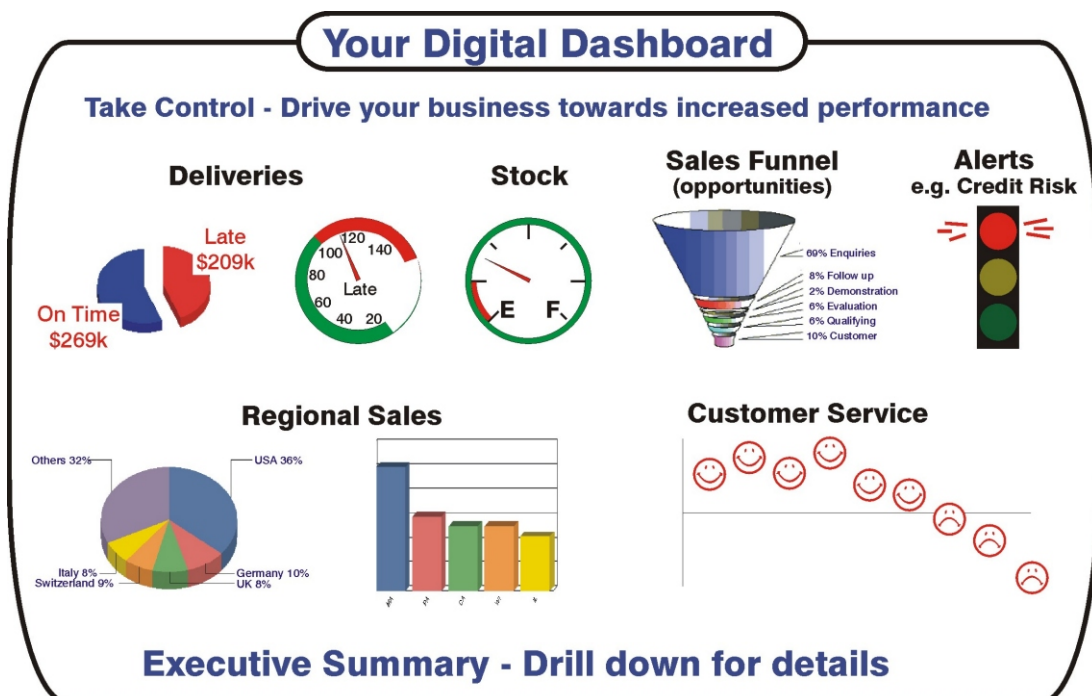 Your Digital Dashboard
Take Control - Drive your business towards increased performance
Deliveries
Stock
Sales Funnel
(opportunities)
Alerts
e.g. Credit Risk
Late
$209k
On Time
$269k
120
140
100
80
60
40
20
Late
E
F
69% Enquiries
8% Follow up
2% Demonstration
6% Evaluation
6% Qualifying
10% Customer
Regional Sales
Customer Service
Others 32%
USA 36%
Italy 8%
Switzerland 9%
Germany 10%
UK 8%
MA
PA
CA
Executive Summary - Drill down for details